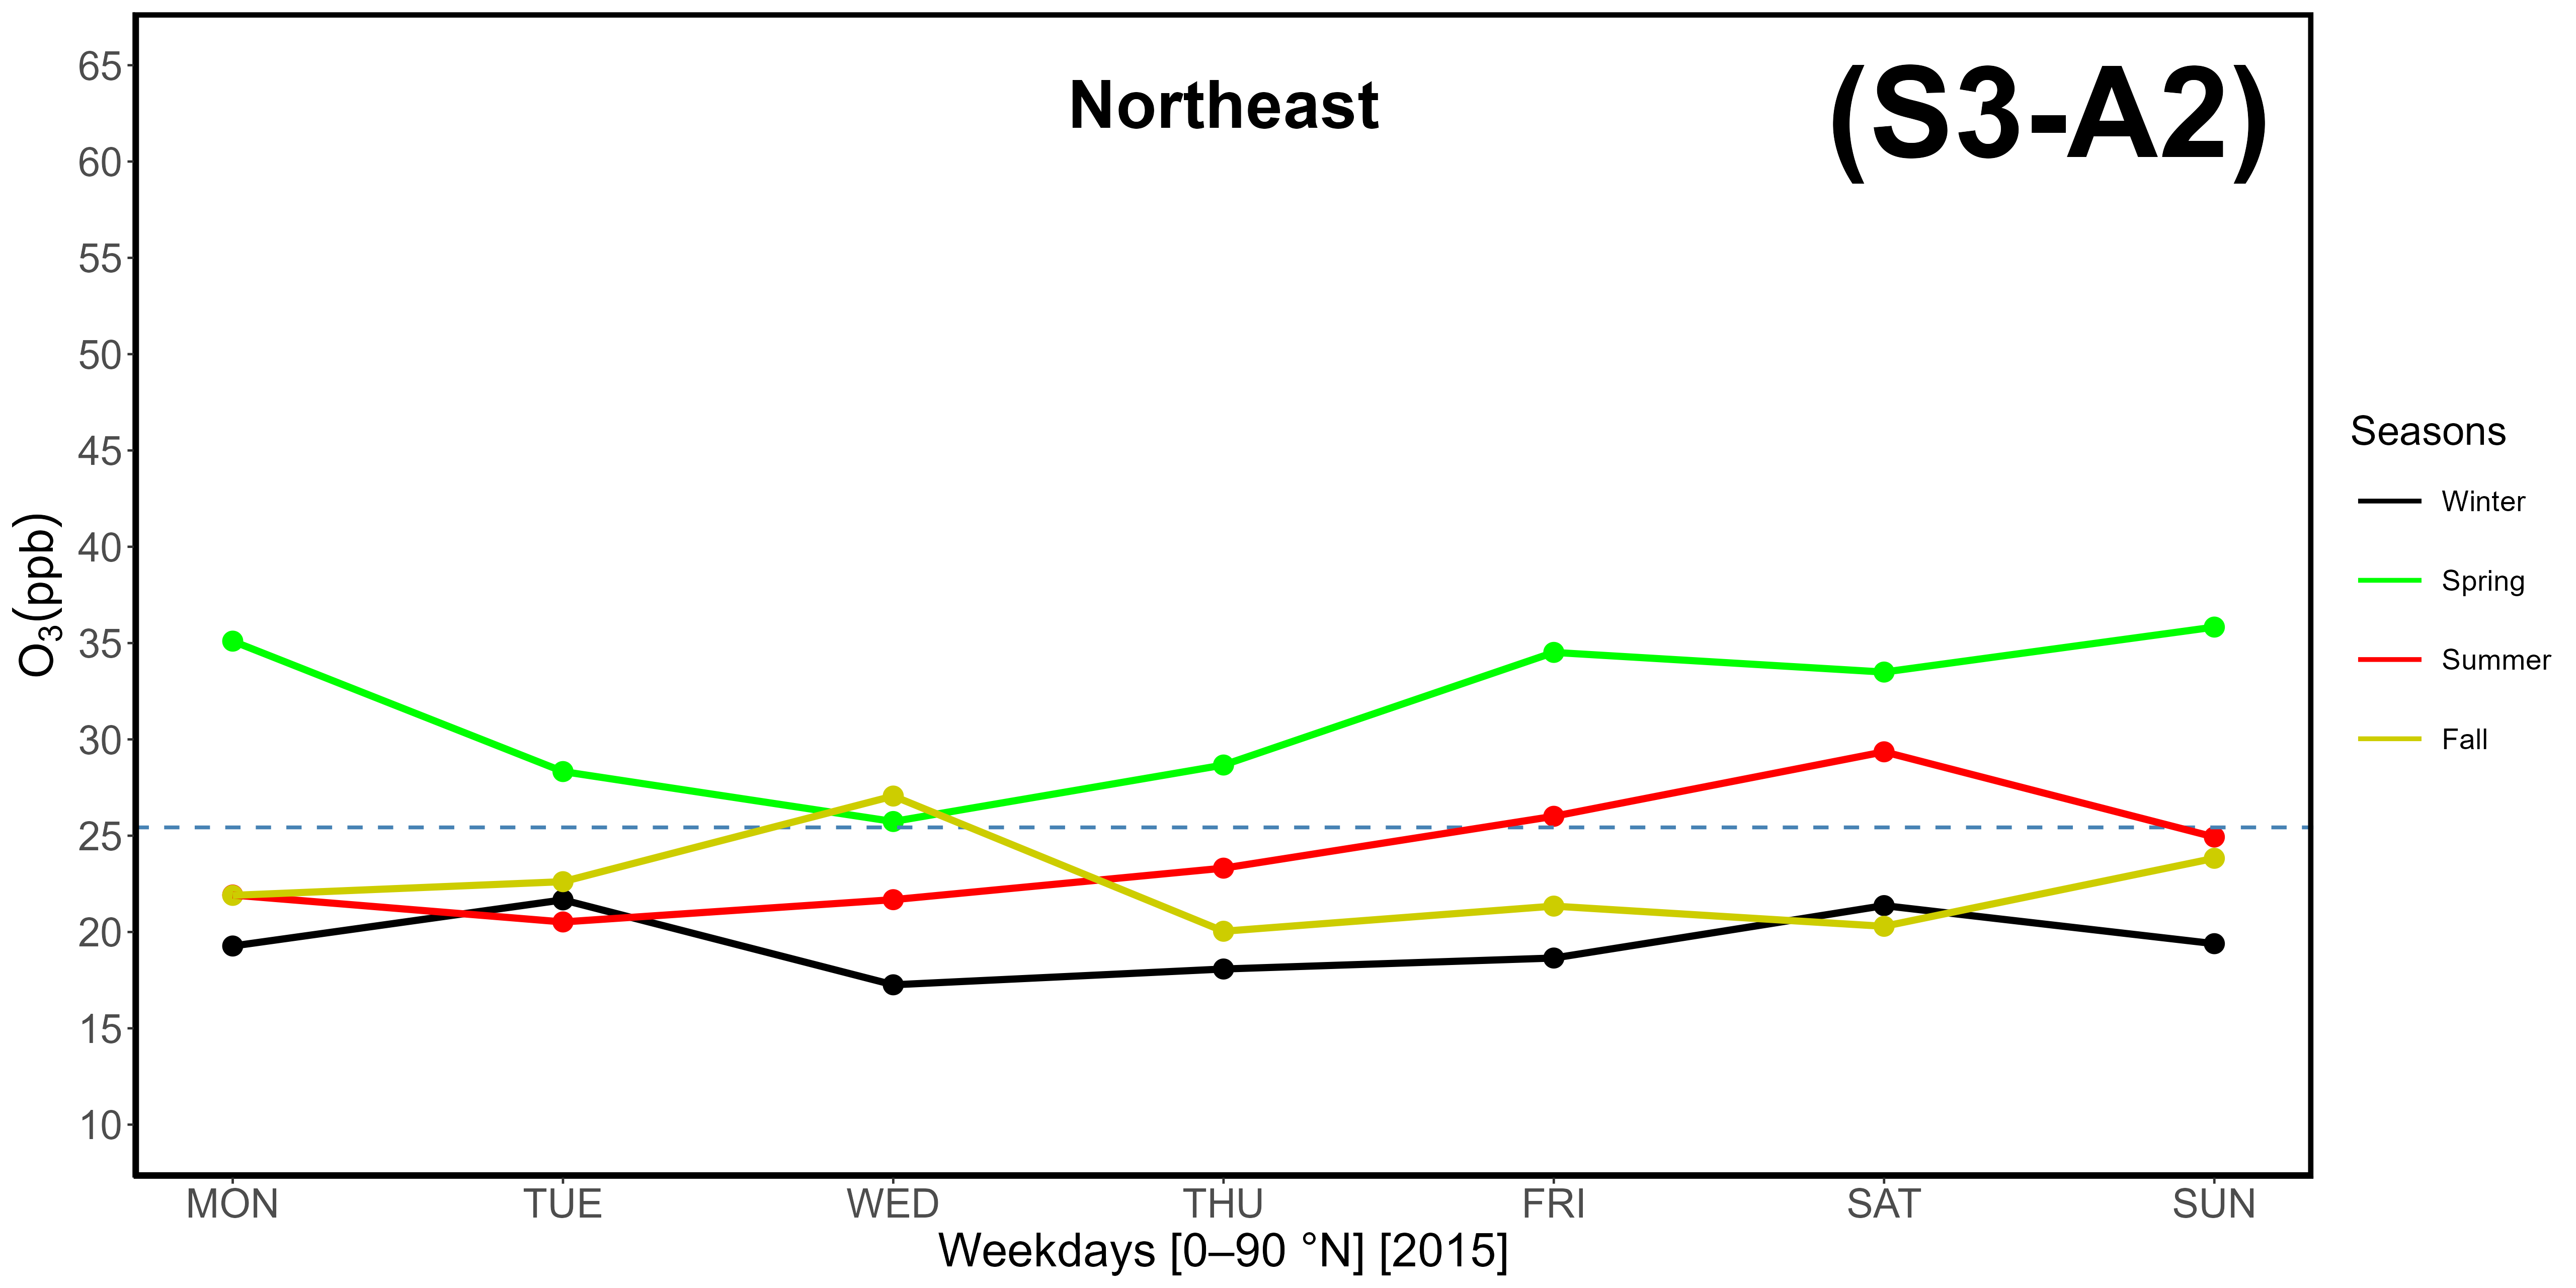 Northeast
(S3-A2)
65
60
55
50
45
40
35
30
25
20
15
10
O₃(ppb)
MON TUE WED THU FRI SAT SUN
Weekdays [0–90 °N] [2015]
Seasons
Winter
Spring
Summer
Fall